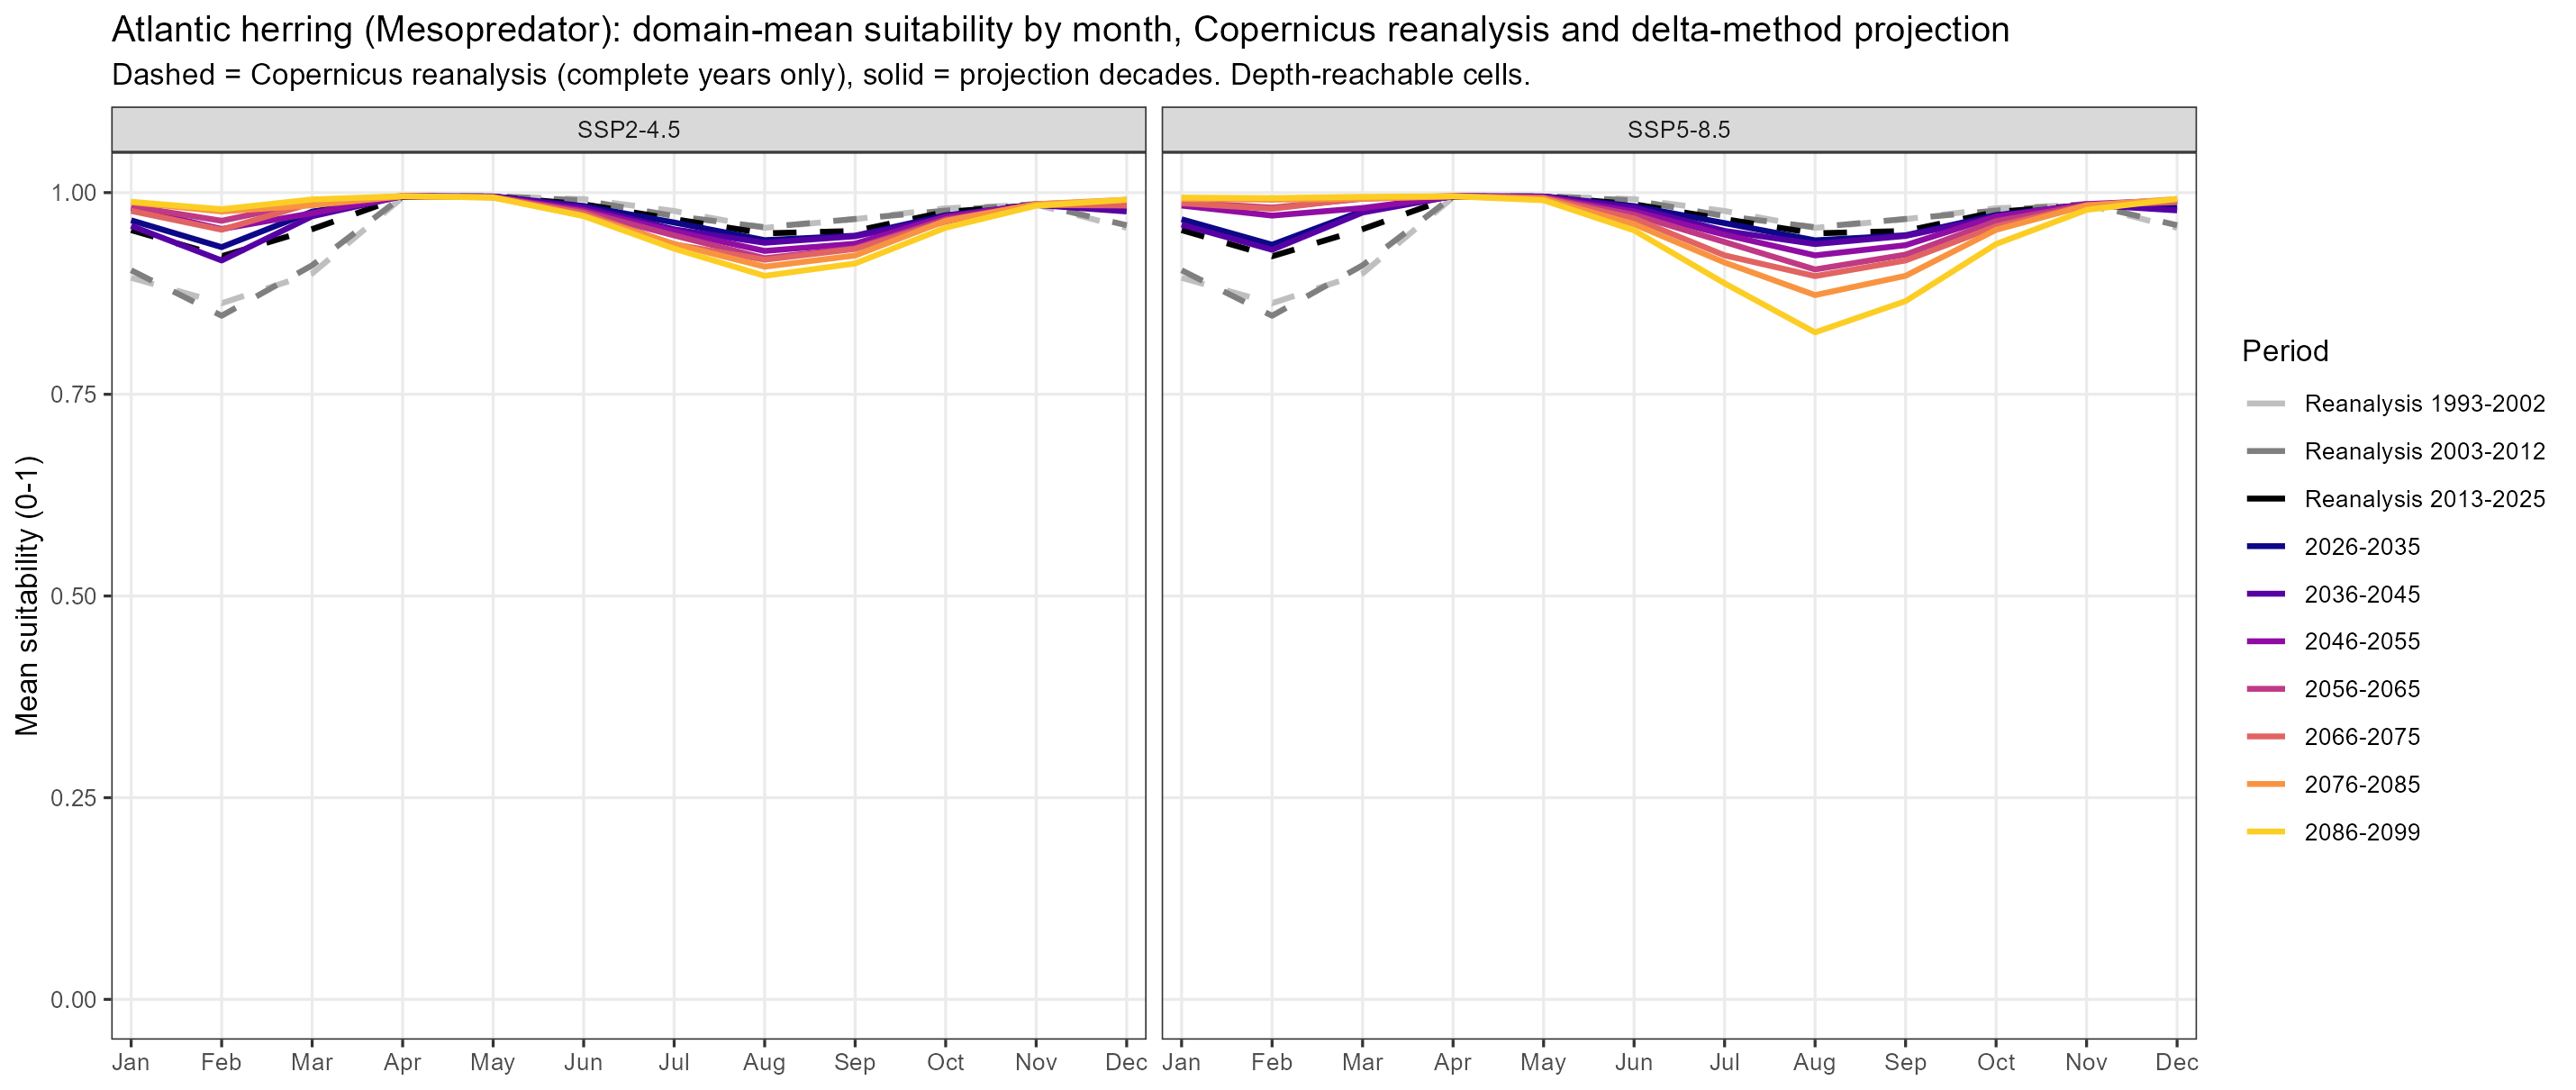 Atlantic herring (Mesopredator): domain-mean suitability by month, Copernicus reanalysis and delta-method projection
Dashed = Copernicus reanalysis (complete years only), solid = projection decades. Depth-reachable cells.
SSP2-4.5
SSP5-8.5
Mean suitability (0-1)
1.00
0.75
0.50
0.25
0.00
Jan Feb Mar Apr May Jun Jul Aug Sep Oct Nov Dec
Jan Feb Mar Apr May Jun Jul Aug Sep Oct Nov Dec
Period
Reanalysis 1993-2002
Reanalysis 2003-2012
Reanalysis 2013-2025
2026-2035
2036-2045
2046-2055
2056-2065
2066-2075
2076-2085
2086-2099